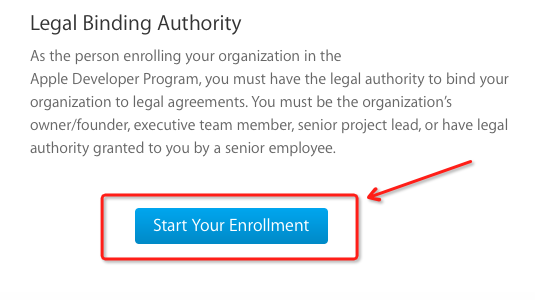 Legal Binding Authority
As the person enrolling your organization in the
Apple Developer Program, you must have the legal authority to bind your
organization to legal agreements. You must be the organization’s
owner/founder, executive team member, senior project lead, or have legal
authority granted to you by a senior employee.
Start Your Enrollment